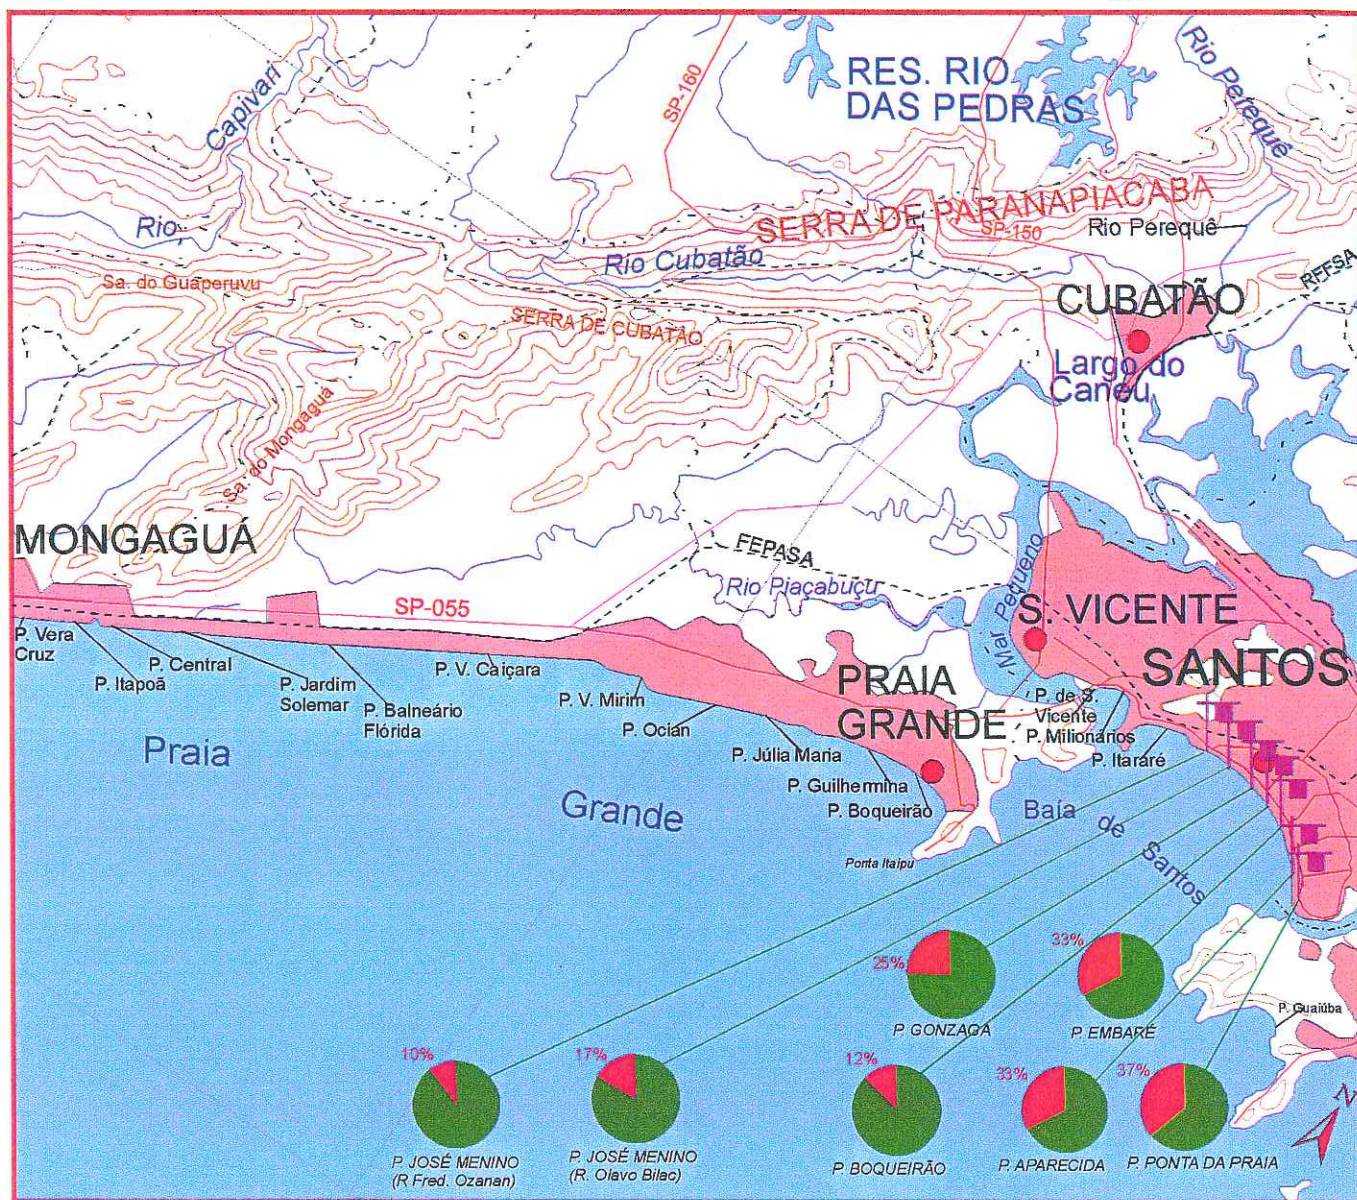 Capivari
SP-160
RES. RIO
DAS PEDRAS
Rio Perequê
Rio
SERRA DE PARANAPIACABA
SP-150
Rio Perequê
Rio Cubatão
Sa. do Guaperuvu
RFFSA
CUBATÃO
SERRA DE CUBATÃO
Largo do
Caneu
Sa. do Mongaguá
MONGAGUÁ
FEPASA
Rio Piaçabuçu
Mar Pequeno
SP-055
S. VICENTE
SANTOS
P. Vera
Cruz
P. Itapoã
P. Central
P. Jardim
Solemar
P. Balneário
Flórida
P. V. Caiçara
P. V. Mirim
P. Ocian
P. Júlia Maria
P. Guilhermina
P. Boqueirão
PRAIA
GRANDE
P. de S.
Vicente
P. Milionários
P. Itararé
Praia
Grande
Baía de Santos
Ponta Itaipu
25%
P. GONZAGA
33%
P. EMBARÉ
P. Guaiúba
10%
P. JOSÉ MENINO
(R Fred. Ozanan)
17%
P. JOSÉ MENINO
(R. Olavo Bilac)
12%
P. BOQUEIRÃO
33%
P. APARECIDA
37%
P. PONTA DA PRAIA
N